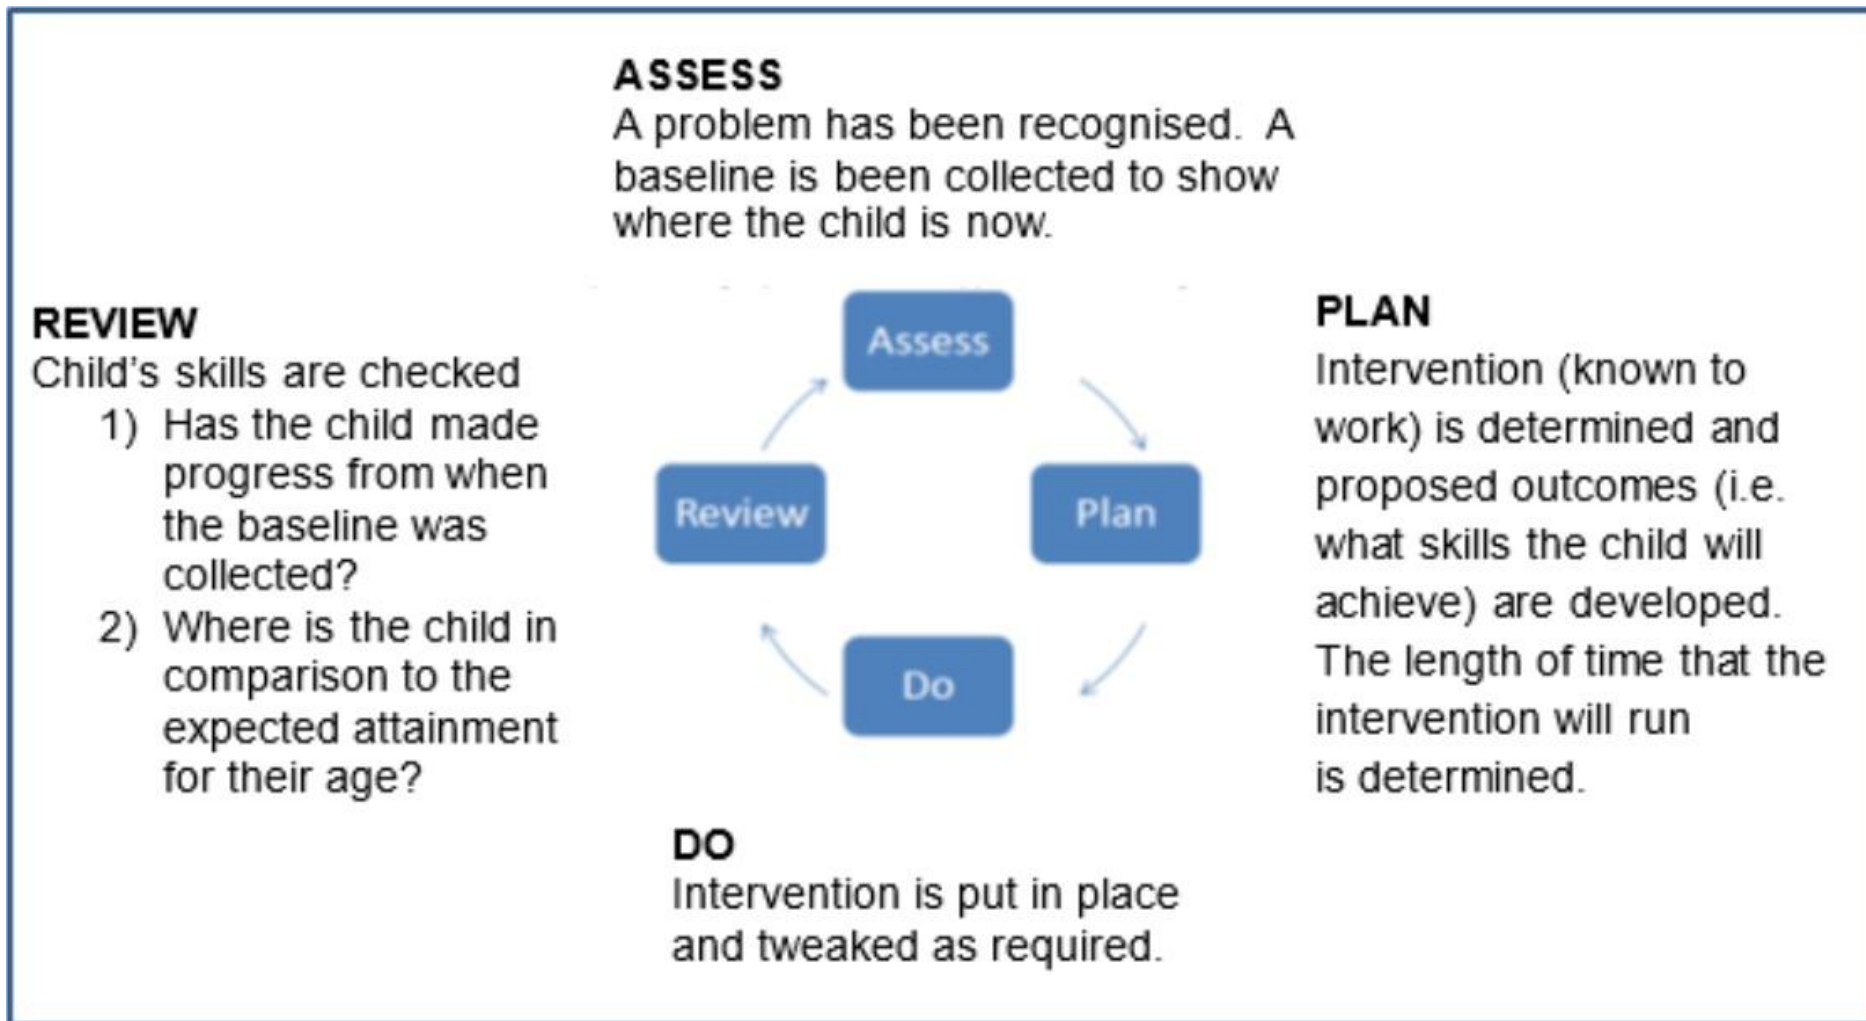 ASSESS
A problem has been recognised.  A
baseline is been collected to show
where the child is now.
REVIEW
Child's skills are checked
1) Has the child made
progress from when
the baseline was
collected?
2) Where is the child in
comparison to the
expected attainment
for their age?
Assess
Review
Plan
Do
PLAN
Intervention (known to
work) is determined and
proposed outcomes (i.e.
what skills the child will
achieve) are developed.
The length of time that the
intervention will run
is determined.
DO
Intervention is put in place
and tweaked as required.